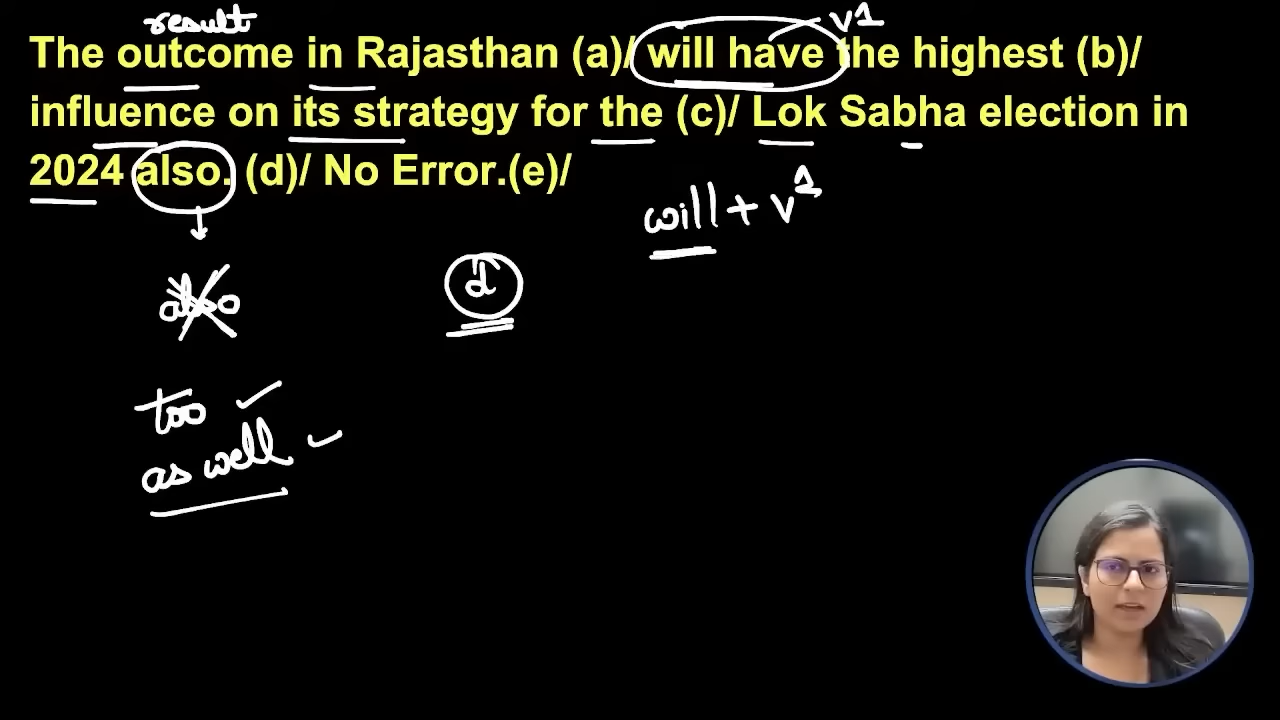 result
V1
The outcome in Rajasthan (a)/ will have the highest (b)/
influence on its strategy for the (c)/ Lok Sabha election in
2024 also. (d)/ No Error.(e)/
will + V1
also
d
too ✓
as well ✓